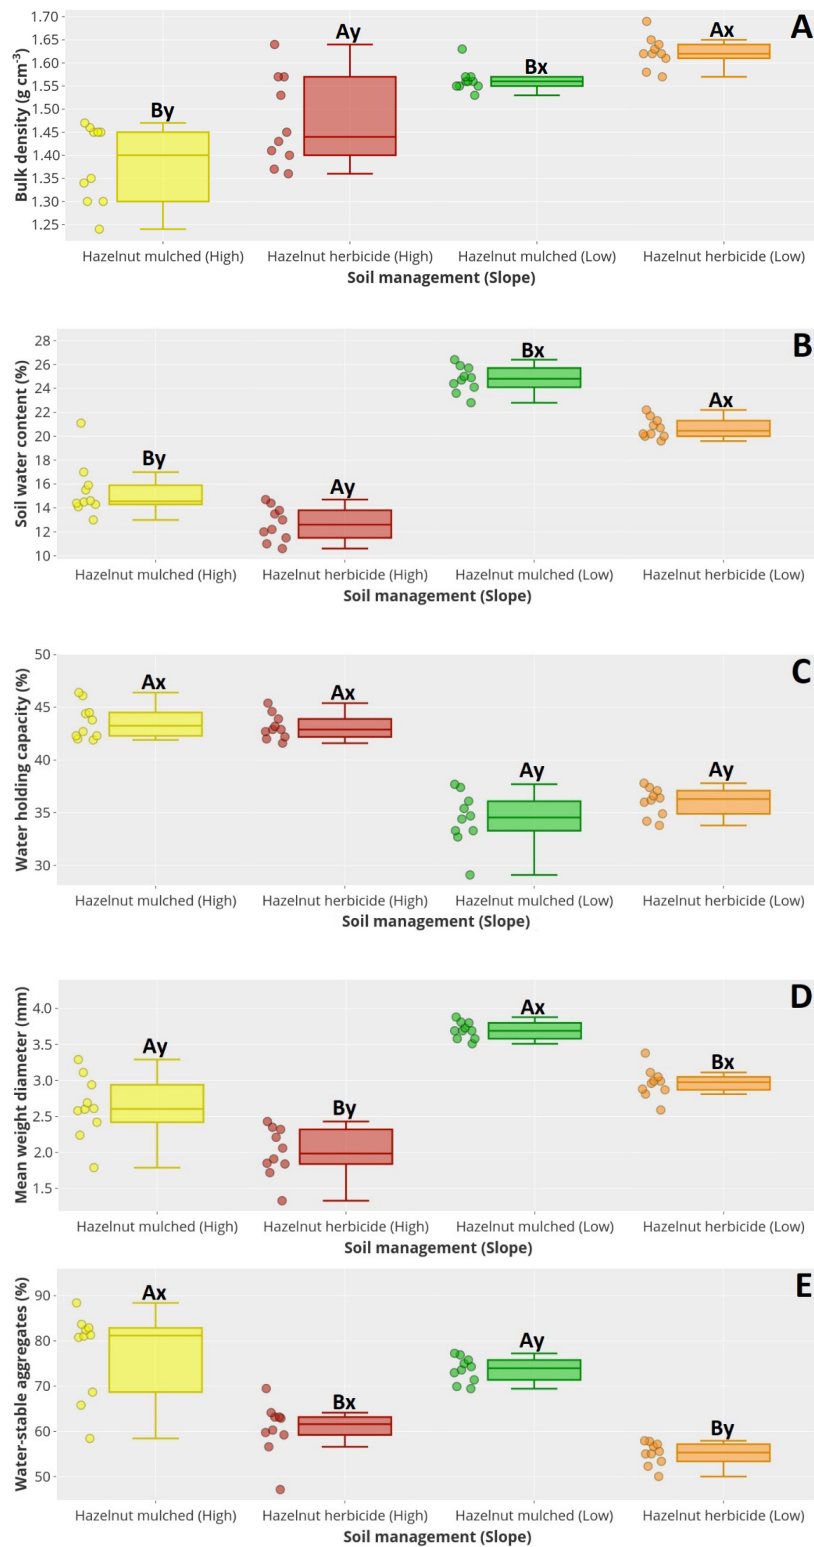 A
Bulk density (g cm-3)
1.70
1.65
1.60
1.55
1.50
1.45
1.40
1.35
1.30
1.25
By
Ay
Bx
Ax
Hazelnut mulched (High) Hazelnut herbicide (High) Hazelnut mulched (Low) Hazelnut herbicide (Low)
Soil management (Slope)
B
Soil water content (%)
28
26
24
22
20
18
16
14
12
10
By
Ay
Bx
Ax
Hazelnut mulched (High) Hazelnut herbicide (High) Hazelnut mulched (Low) Hazelnut herbicide (Low)
Soil management (Slope)
C
Water holding capacity (%)
50
45
40
35
30
Ax
Ax
Ay
Ay
Hazelnut mulched (High) Hazelnut herbicide (High) Hazelnut mulched (Low) Hazelnut herbicide (Low)
Soil management (Slope)
D
Mean weight diameter (mm)
4.0
3.5
3.0
2.5
2.0
1.5
Ay
By
Ax
Bx
Hazelnut mulched (High) Hazelnut herbicide (High) Hazelnut mulched (Low) Hazelnut herbicide (Low)
Soil management (Slope)
E
Water-stable aggregates (%)
90
80
70
60
50
Ax
Bx
Ay
By
Hazelnut mulched (High) Hazelnut herbicide (High) Hazelnut mulched (Low) Hazelnut herbicide (Low)
Soil management (Slope)